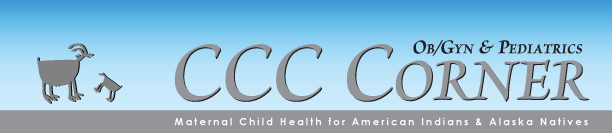 Ob/Gyn & Pediatrics
CCC Corner
Maternal Child Health for American Indians & Alaska Natives